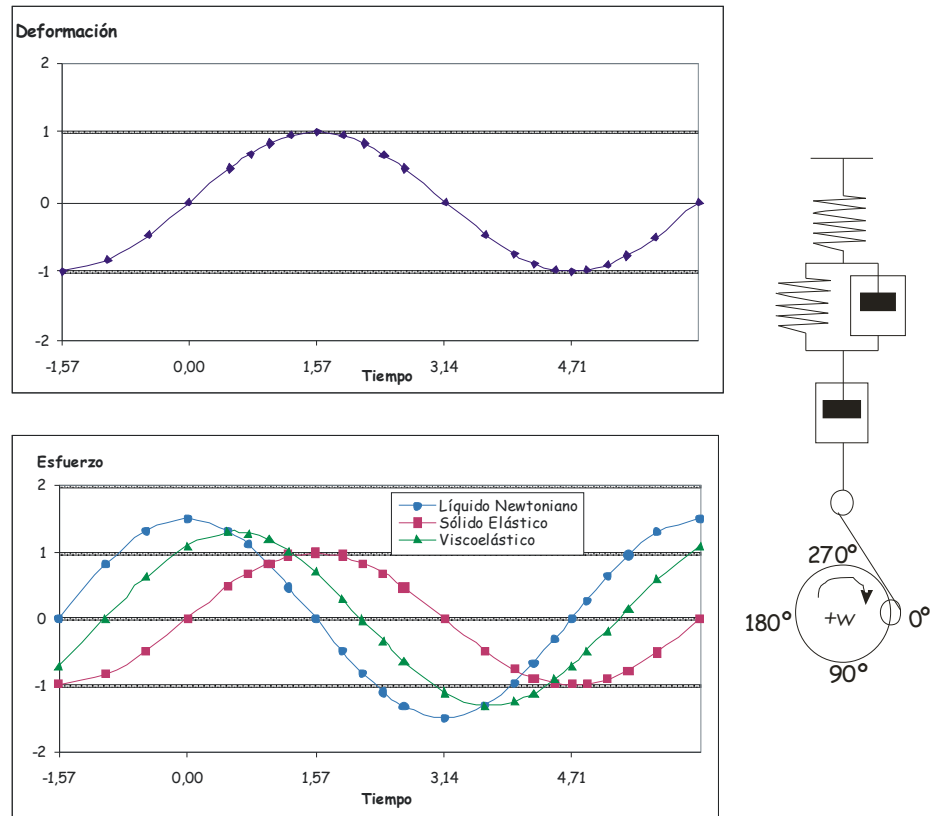 Deformación
2
1
0
-1
-2
-1,57 0,00 1,57 3,14 4,71
Tiempo
Esfuerzo
2
1
0
-1
-2
Líquido Newtoniano
Sólido Elástico
Viscoelástico
-1,57 0,00 1,57 3,14 4,71
Tiempo
270°
180° +w 0°
90°